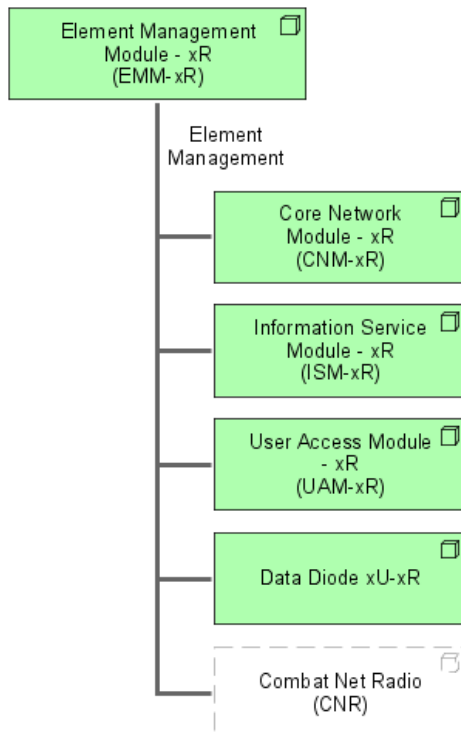 Element Management
Module - xR
(EMM-xR)
Element
Management
Core Network
Module - xR
(CNM-xR)
Information Service
Module - xR
(ISM-xR)
User Access Module
- xR
(UAM-xR)
Data Diode xU-xR
Combat Net Radio
(CNR)